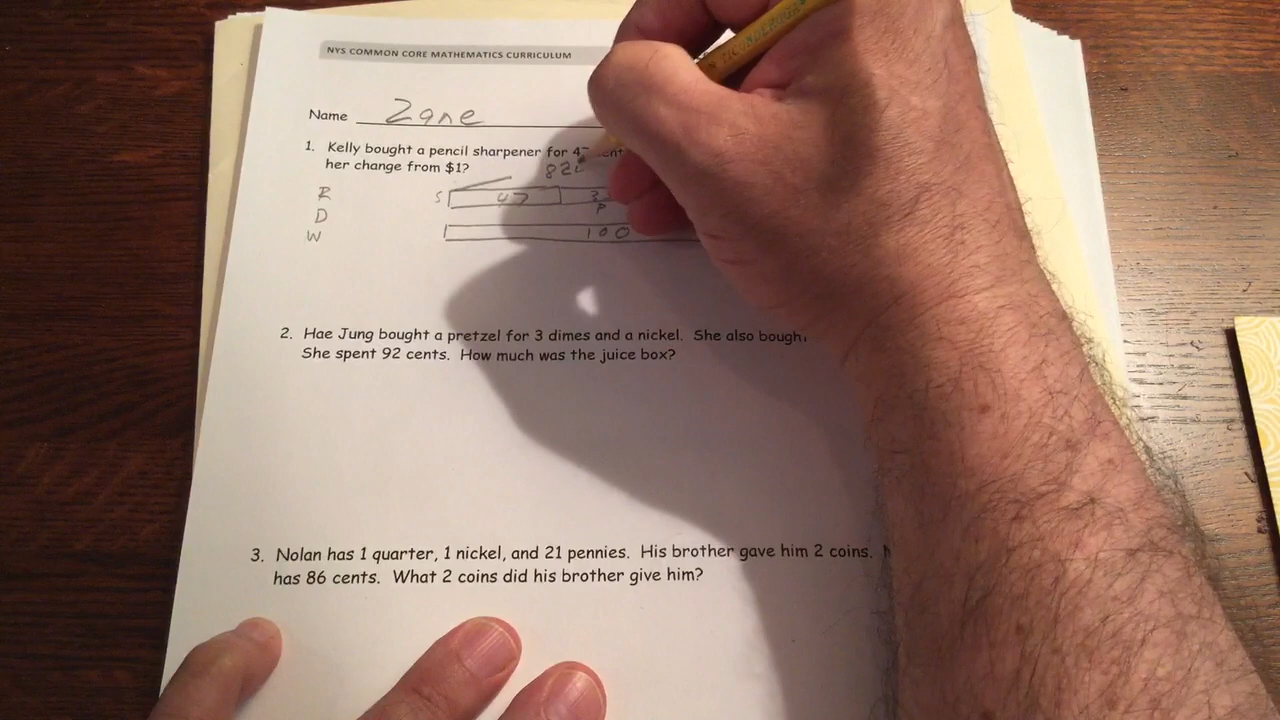 TICONDEROGA
NYS COMMON CORE MATHEMATICS CURRICULUM
Name Zane
1. Kelly bought a pencil sharpener for 47
her change from $1?
82
R
S 47 3
P
D
W 100
2. Hae Jung bought a pretzel for 3 dimes and a nickel. She also bough
She spent 92 cents. How much was the juice box?
3. Nolan has 1 quarter, 1 nickel, and 21 pennies. His brother gave him 2 coins.
has 86 cents. What 2 coins did his brother give him?